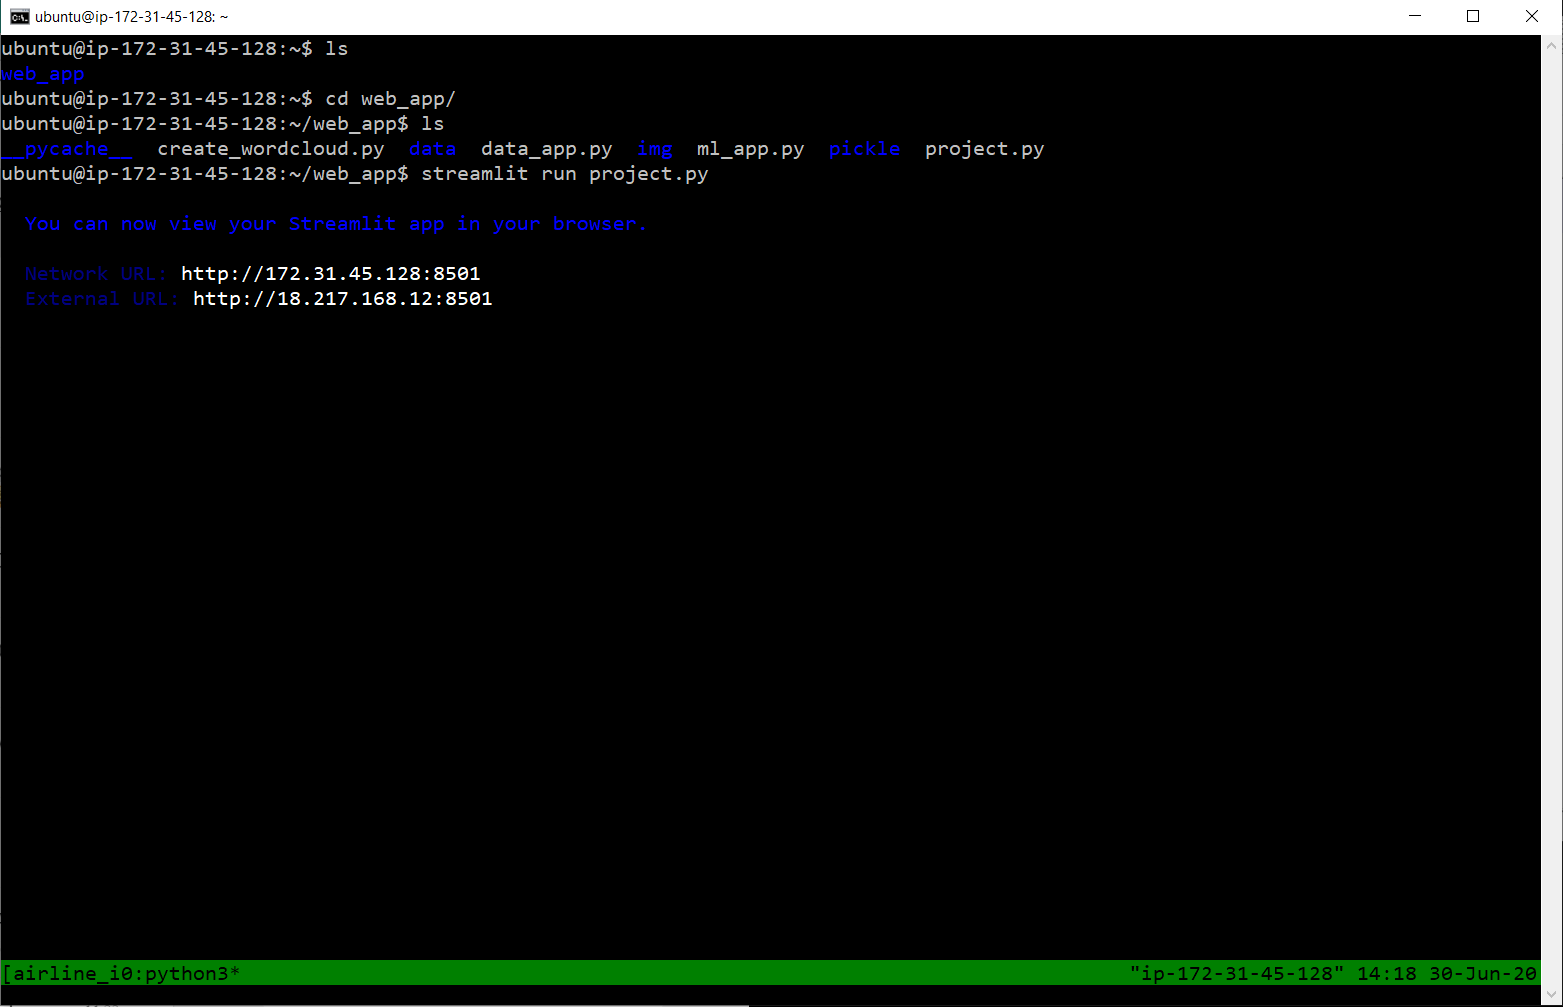 ubuntu@ip-172-31-45-128: ~
ubuntu@ip-172-31-45-128:~$ ls
web_app
ubuntu@ip-172-31-45-128:~$ cd web_app/
ubuntu@ip-172-31-45-128:~/web_app$ ls
__pycache__  create_wordcloud.py  data  data_app.py  img  ml_app.py  pickle  project.py
ubuntu@ip-172-31-45-128:~/web_app$ streamlit run project.py
You can now view your Streamlit app in your browser.
Network URL: http://172.31.45.128:8501
External URL: http://18.217.168.12:8501
[airline_i0:python3* "ip-172-31-45-128" 14:18 30-Jun-20